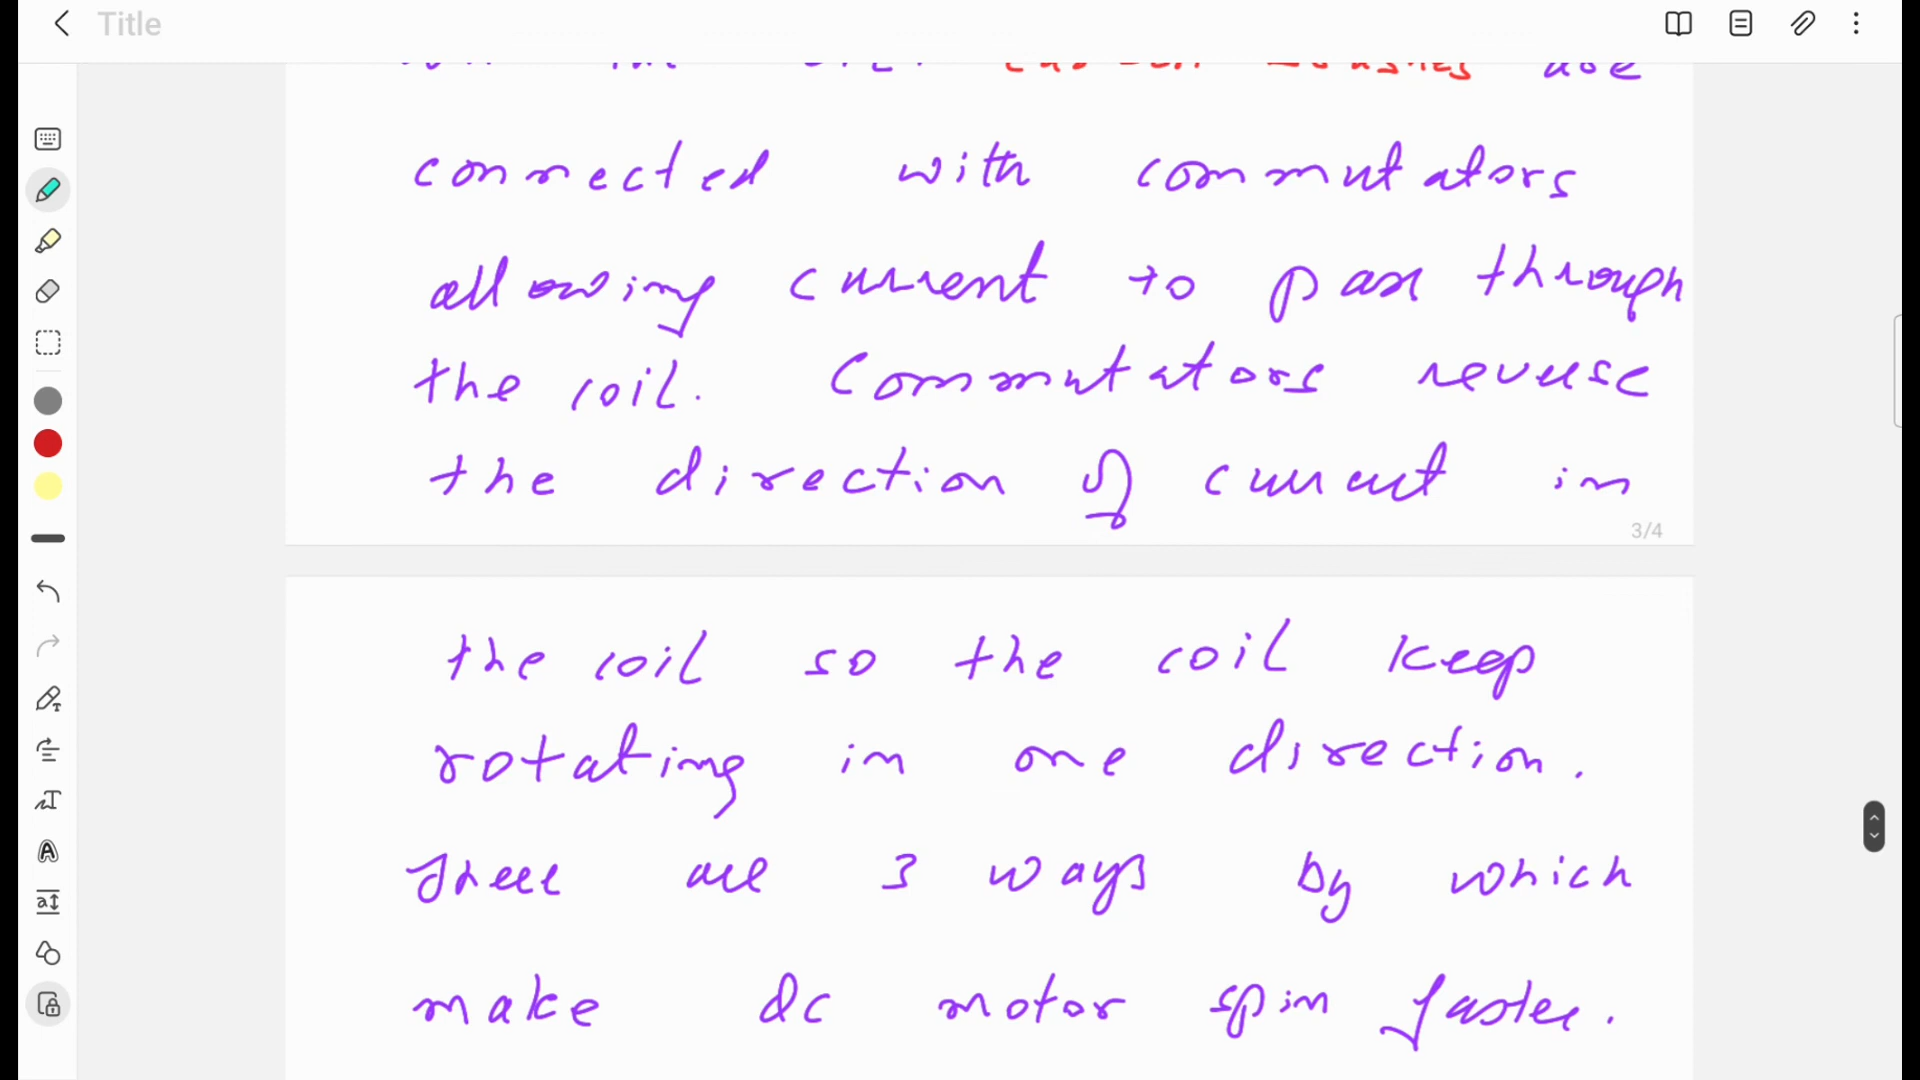 Title
are
connected with commutators
allowing current to pass through
the coil. Commutators reverse
the direction of current in
3/4
the coil so the coil keep
rotating in one direction.
There are 3 ways by which
make dc motor spin faster.